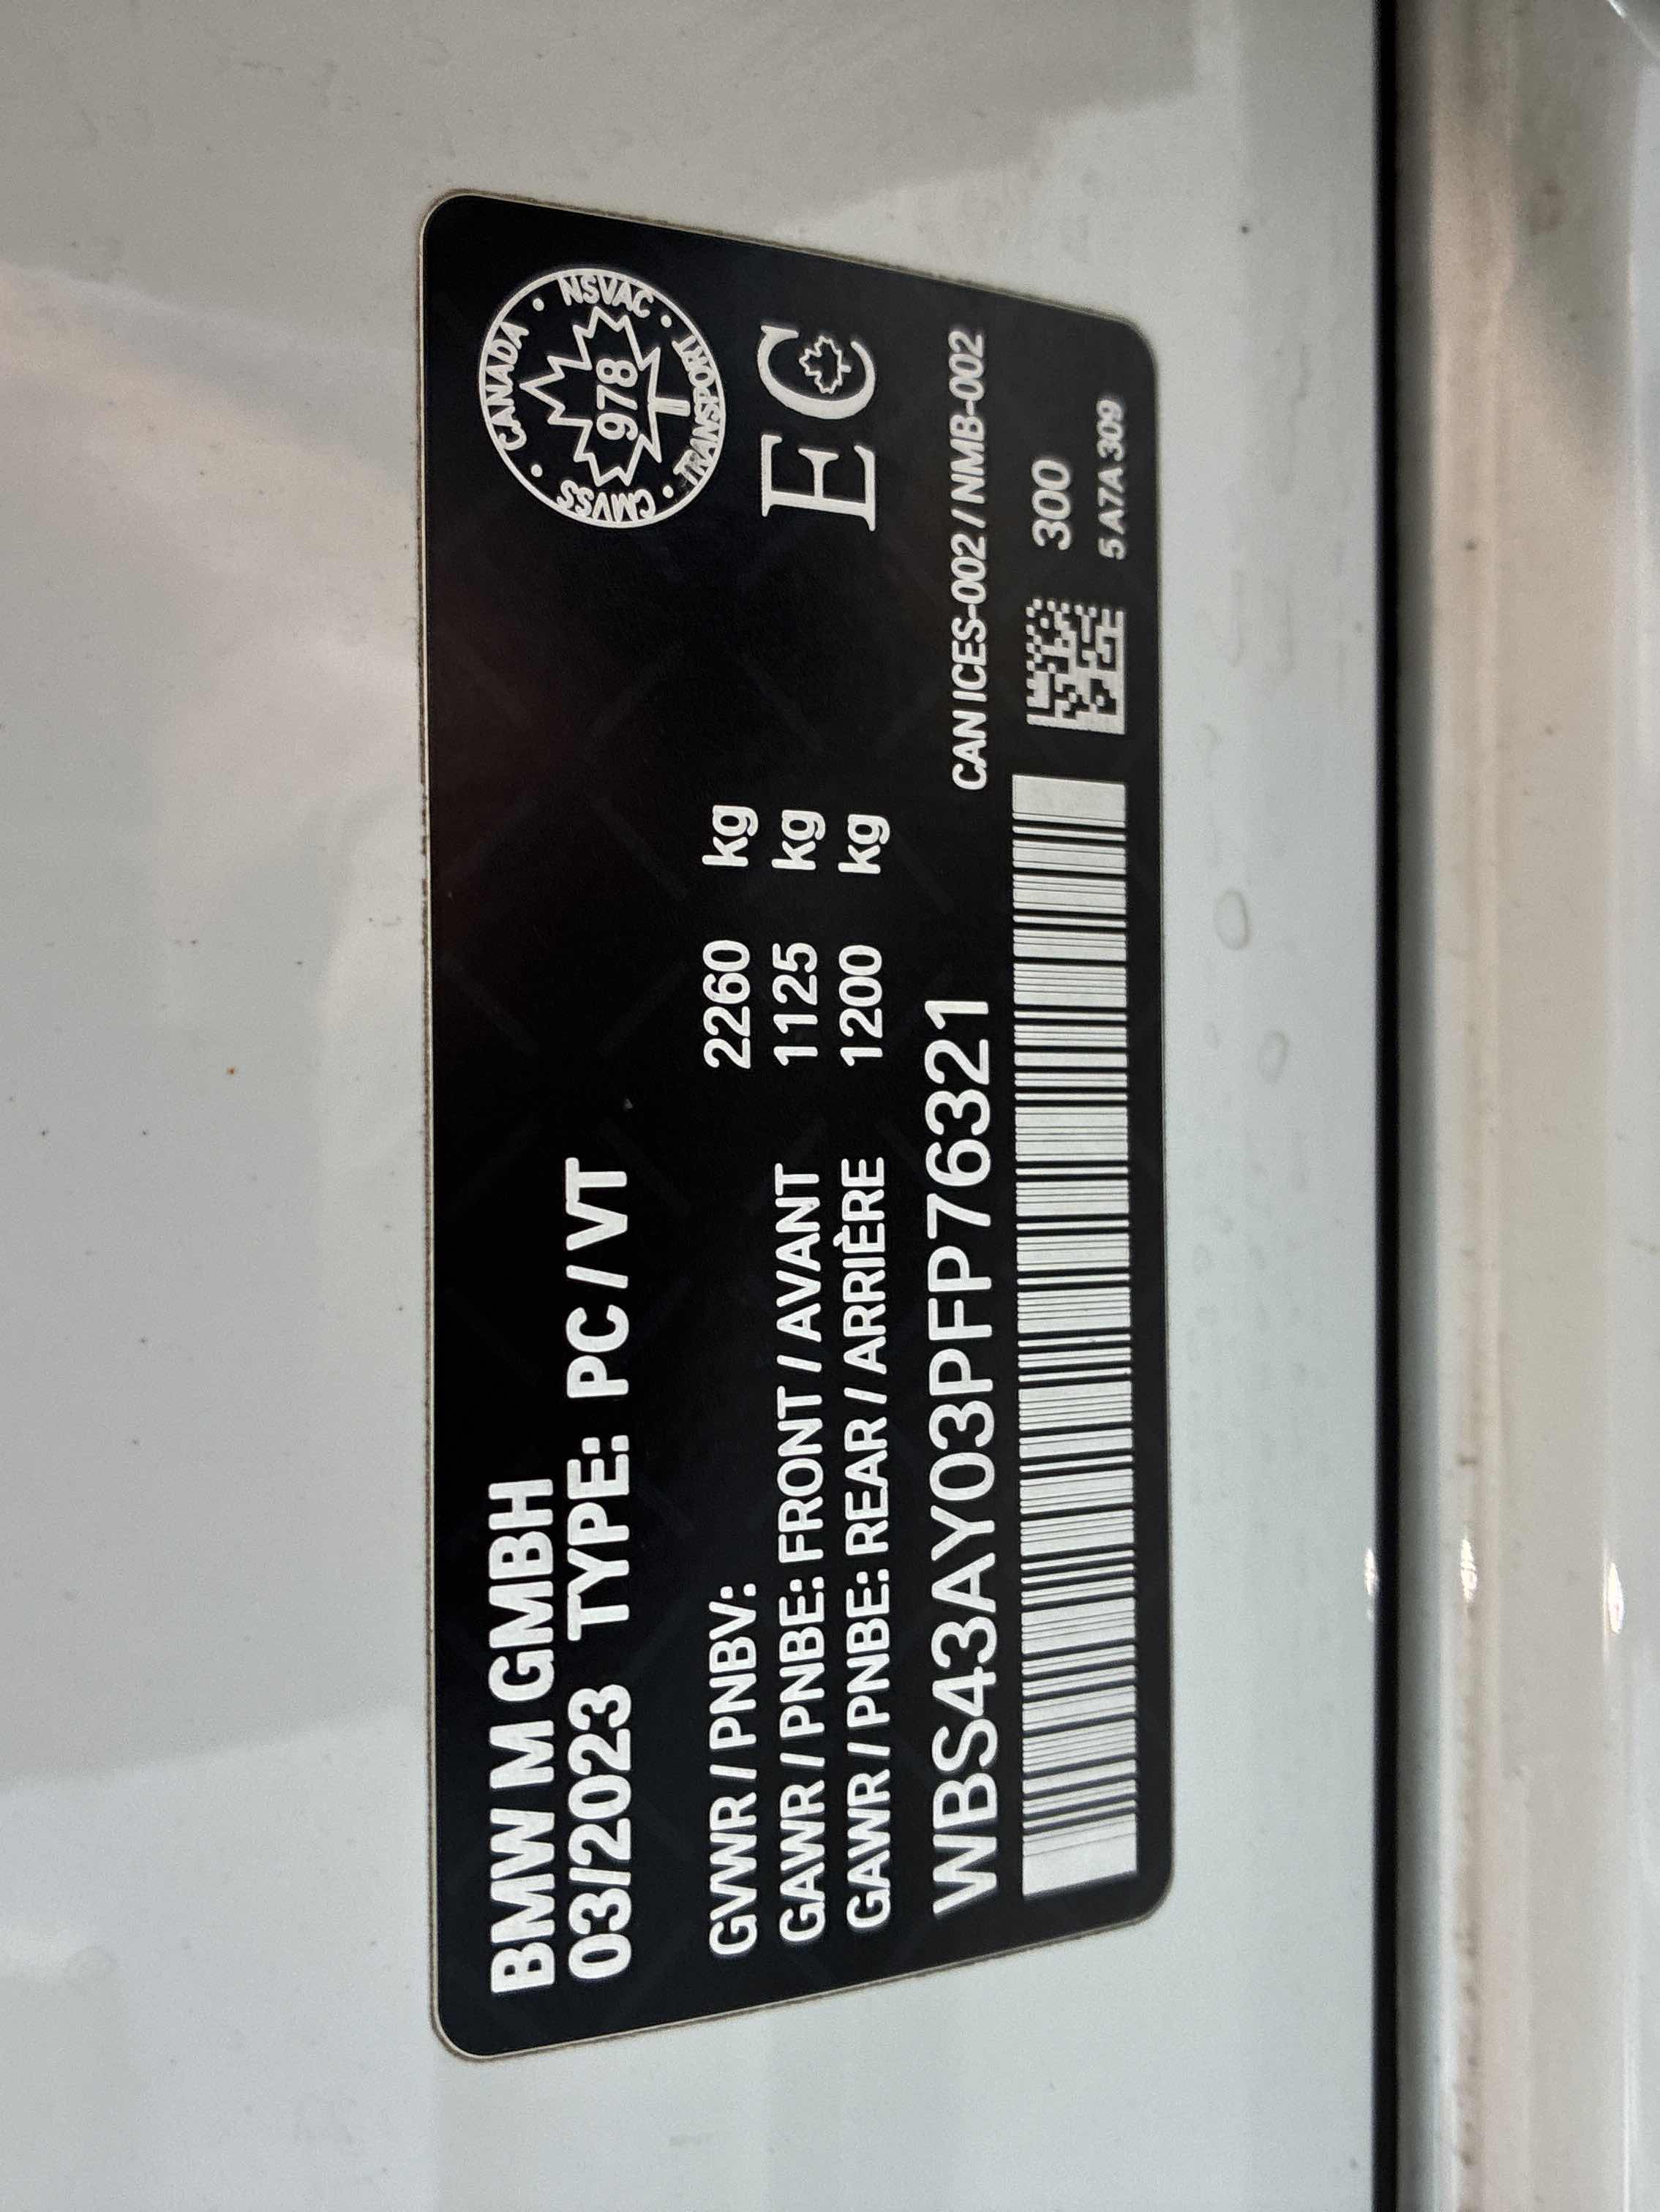 BMW M GMBH
03/2023 TYPE: PC / VT
CANADA · NSVAC · TRANSPORT · CMVSS ·
978
GVWR / PNBV: 2260 kg
GAWR / PNBE: FRONT / AVANT 1125 kg
GAWR / PNBE: REAR / ARRIÈRE 1200 kg
EC
WBS43AY03PFP76321
CAN ICES-002 / NMB-002
300
5 A7A 309